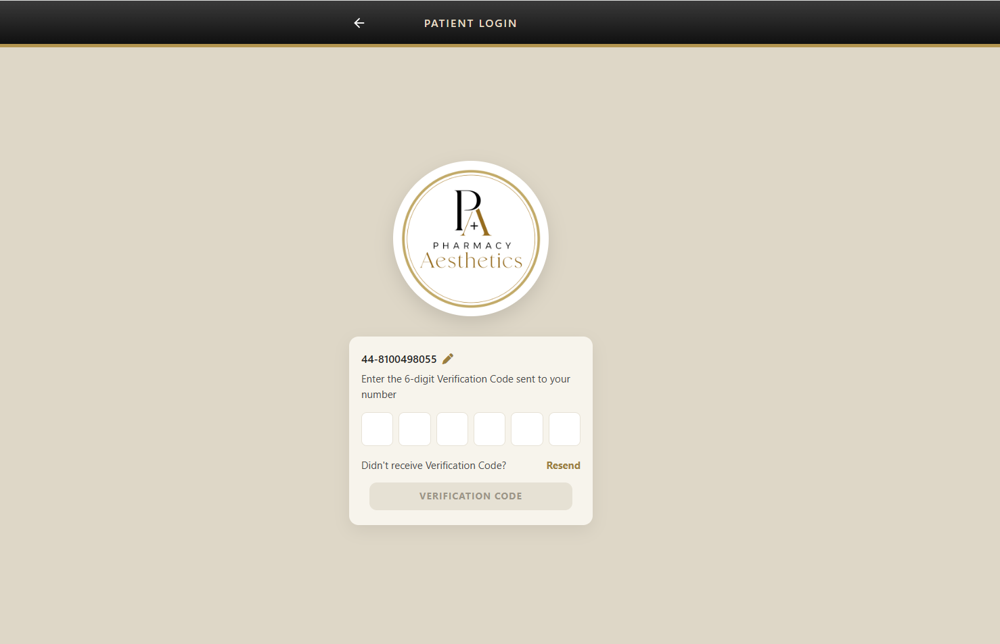 PATIENT LOGIN
PA
PHARMACY
Aesthetics
44-8100498055
Enter the 6-digit Verification Code sent to your
number
Didn't receive Verification Code? Resend
VERIFICATION CODE